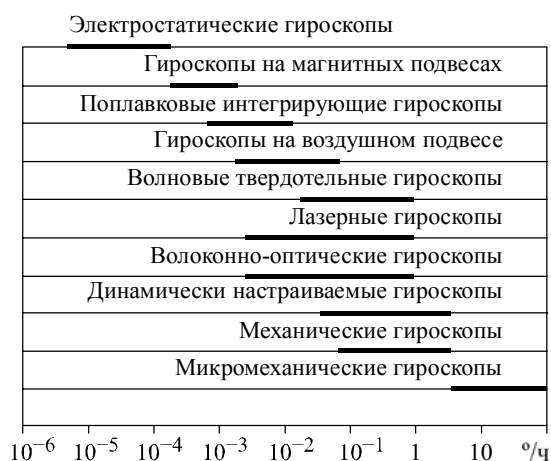 Электростатические гироскопы
Гироскопы на магнитных подвесах
Поплавковые интегрирующие гироскопы
Гироскопы на воздушном подвесе
Волновые твердотельные гироскопы
Лазерные гироскопы
Волоконно-оптические гироскопы
Динамически настраиваемые гироскопы
Механические гироскопы
Микромеханические гироскопы
10⁻⁶ 10⁻⁵ 10⁻⁴ 10⁻³ 10⁻² 10⁻¹ 1 10 º/ч